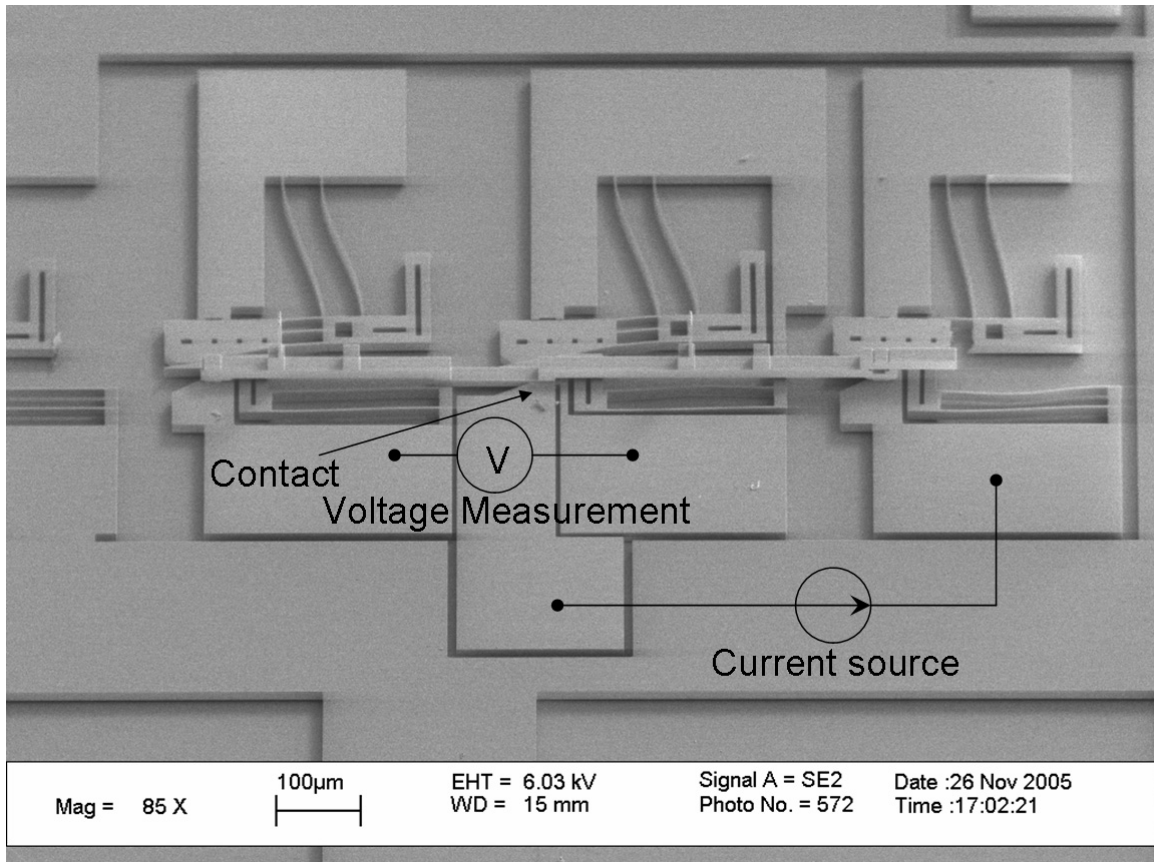 Contact
V
Voltage Measurement
Current source
Mag = 85 X
100µm
EHT = 6.03 kV
WD = 15 mm
Signal A = SE2
Photo No. = 572
Date :26 Nov 2005
Time :17:02:21